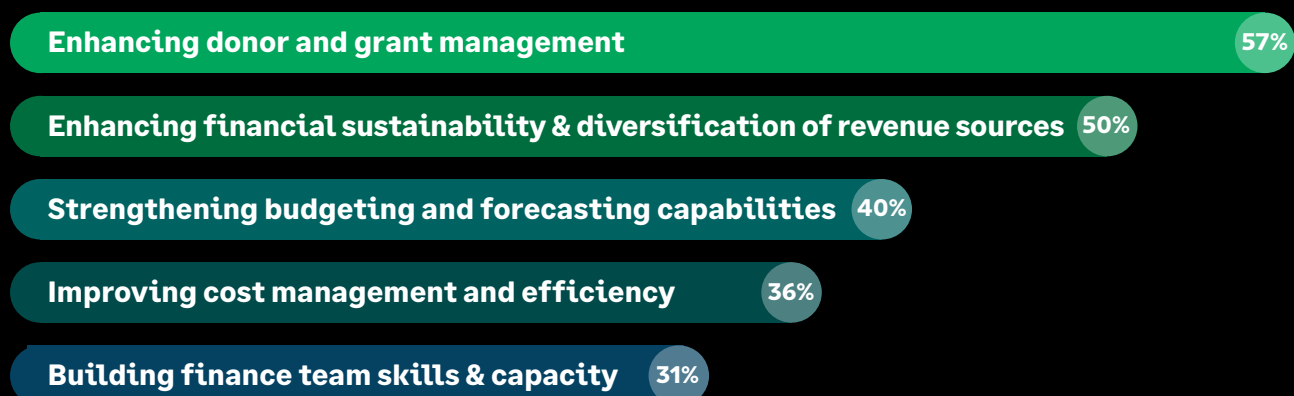 Enhancing donor and grant management 57%
Enhancing financial sustainability & diversification of revenue sources 50%
Strengthening budgeting and forecasting capabilities 40%
Improving cost management and efficiency 36%
Building finance team skills & capacity 31%